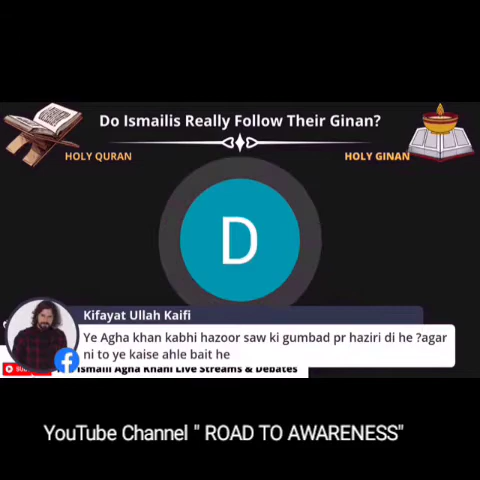 Do Ismailis Really Follow Their Ginan?
HOLY QURAN
HOLY GINAN
D
Kifayat Ullah Kaifi
Ye Agha khan kabhi hazoor saw ki gumbad pr haziri di he ?agar
ni to ye kaise ahle bait he
Ismaili Agha Khani Live Streams & Debates
YouTube Channel " ROAD TO AWARENESS"